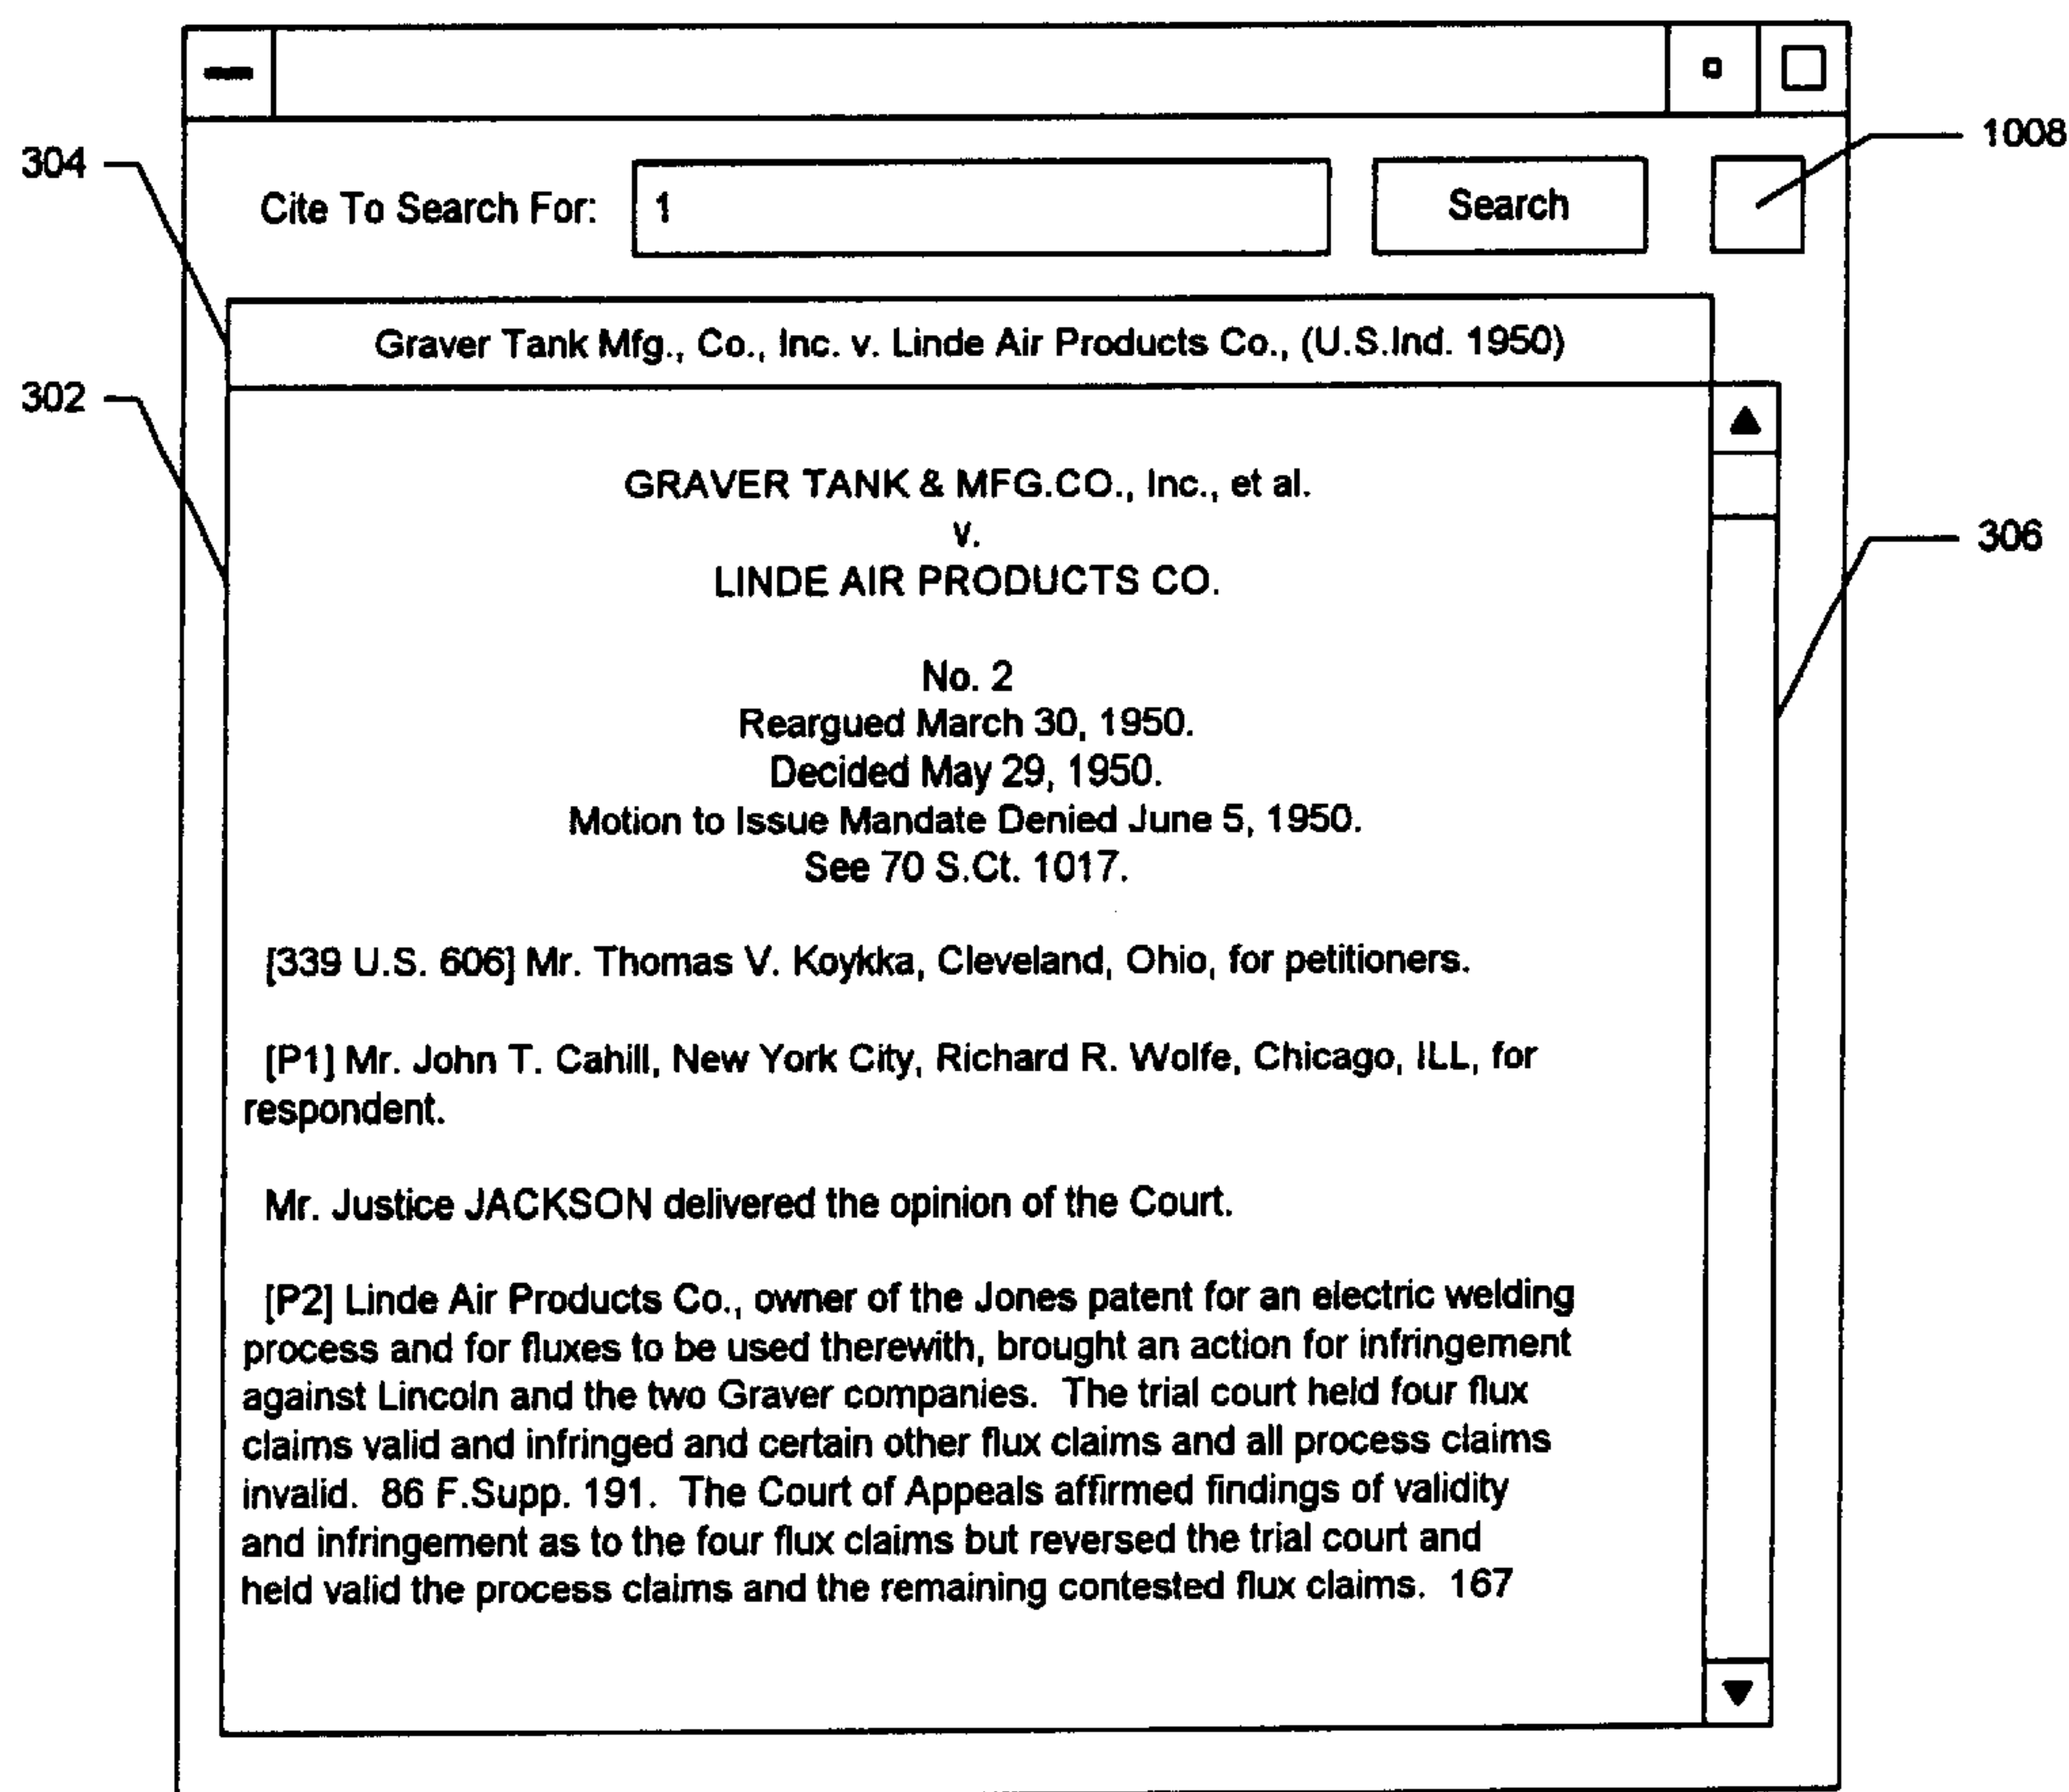 1008
304
Cite To Search For: 1 Search
Graver Tank Mfg., Co., Inc. v. Linde Air Products Co., (U.S.Ind. 1950)
302
GRAVER TANK & MFG.CO., Inc., et al.
v.
306
LINDE AIR PRODUCTS CO.
No. 2
Reargued March 30, 1950.
Decided May 29, 1950.
Motion to Issue Mandate Denied June 5, 1950.
See 70 S.Ct. 1017.
[339 U.S. 606] Mr. Thomas V. Koykka, Cleveland, Ohio, for petitioners.
[P1] Mr. John T. Cahill, New York City, Richard R. Wolfe, Chicago, ILL, for
respondent.
Mr. Justice JACKSON delivered the opinion of the Court.
[P2] Linde Air Products Co., owner of the Jones patent for an electric welding
process and for fluxes to be used therewith, brought an action for infringement
against Lincoln and the two Graver companies. The trial court held four flux
claims valid and infringed and certain other flux claims and all process claims
invalid. 86 F.Supp. 191. The Court of Appeals affirmed findings of validity
and infringement as to the four flux claims but reversed the trial court and
held valid the process claims and the remaining contested flux claims. 167